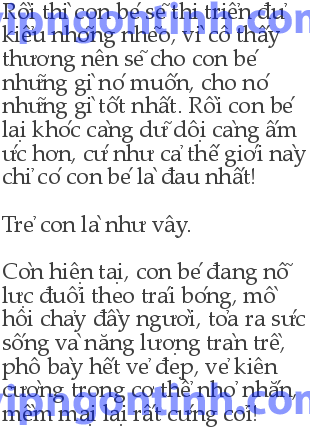 Rồi thì con bé sẽ thi triển đủ
kiểu nhõng nhẽo, vì cô thấy
thương nên sẽ cho con bé
những gì nó muốn, cho nó
những gì tốt nhất. Rồi con bé
lại khóc càng dữ dội càng ấm
ức hơn, cứ như cả thế giới này
chỉ có con bé là đau nhất!
Trẻ con là như vậy.
Còn hiện tại, con bé đang nỗ
lực đuổi theo trái bóng, mồ
hôi chảy đầy người, tỏa ra sức
sống và năng lượng tràn trề,
phô bày hết vẻ đẹp, vẻ kiên
cường trong cơ thể nhỏ nhắn,
mềm mại lại rất cứng cỏi!
vipngontinh.com
vipngontinh.com